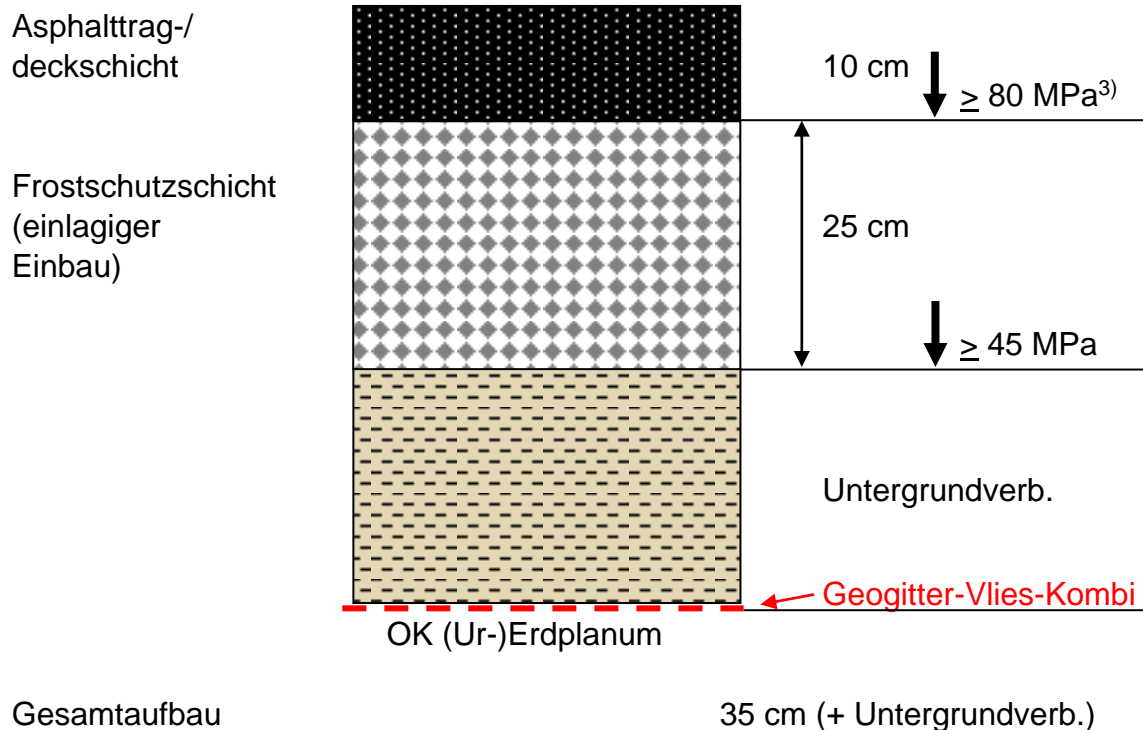 Asphalttrag-/
deckschicht
10 cm
≥ 80 MPa³⁾
Frostschutzschicht
(einlagiger
Einbau)
25 cm
≥ 45 MPa
Untergrundverb.
Geogitter-Vlies-Kombi
OK (Ur-)Erdplanum
Gesamtaufbau
35 cm (+ Untergrundverb.)